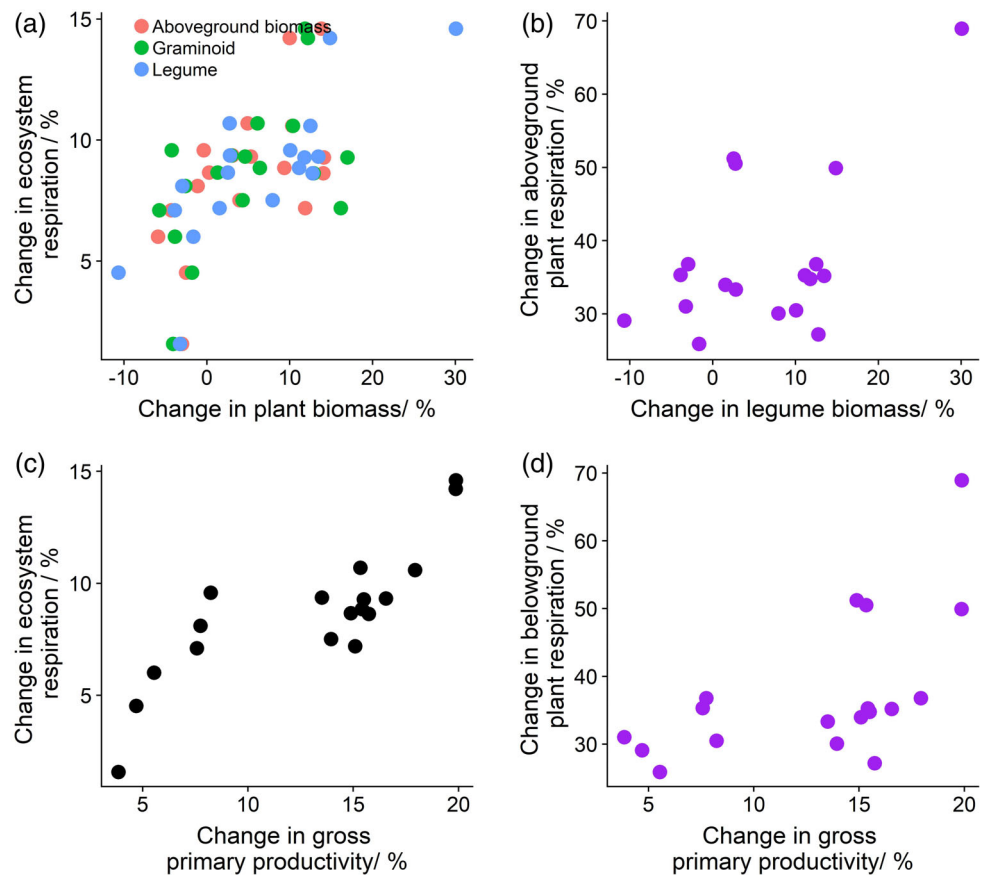 (a)
Aboveground biomass
Graminoid
Legume
Change in ecosystem
respiration / %
15
10
5
-10 0 10 20 30
Change in plant biomass/ %
(b)
Change in aboveground
plant respiration / %
70
60
50
40
30
-10 0 10 20 30
Change in legume biomass/ %
(c)
Change in ecosystem
respiration / %
15
10
5
5 10 15 20
Change in gross
primary productivity/ %
(d)
Change in belowground
plant respiration / %
70
60
50
40
30
5 10 15 20
Change in gross
primary productivity/ %